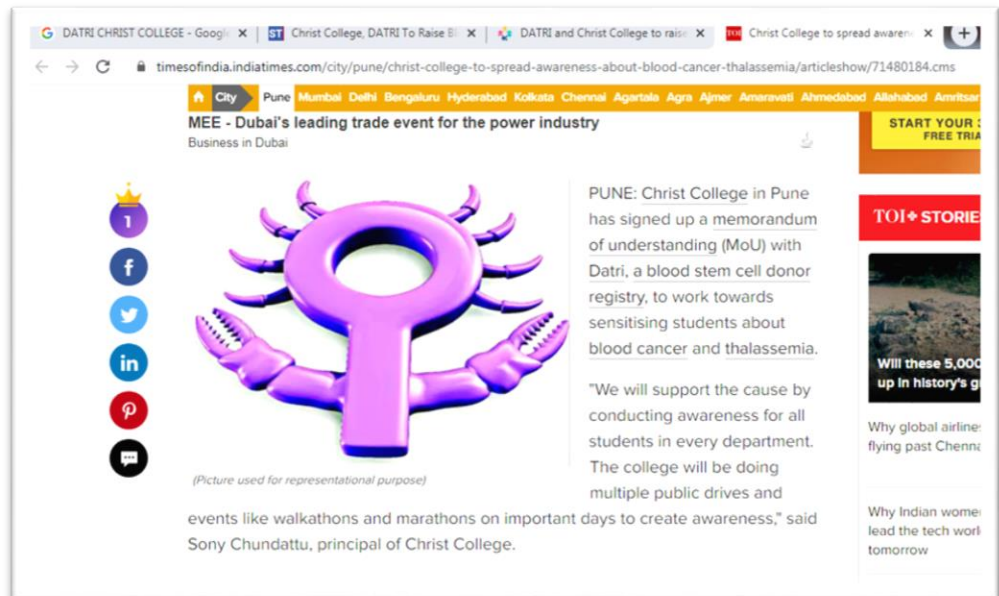 DATRI CHRIST COLLEGE - Googl
ST Christ College, DATRI To Raise Bl
DATRI and Christ College to raise
TOI Christ College to spread awaren
timesofindia.indiatimes.com/city/pune/christ-college-to-spread-awareness-about-blood-cancer-thalassemia/articleshow/71480184.cms
City Pune Mumbai Delhi Bengaluru Hyderabad Kolkata Chennai Agartala Agra Ajmer Amaravati Ahmedabad Allahabad Amritsar
MEE - Dubai's leading trade event for the power industry
Business in Dubai
1
f
in
(Picture used for representational purpose)
PUNE: Christ College in Pune
has signed up a memorandum
of understanding (MoU) with
Datri, a blood stem cell donor
registry, to work towards
sensitising students about
blood cancer and thalassemia.
"We will support the cause by
conducting awareness for all
students in every department.
The college will be doing
multiple public drives and
events like walkathons and marathons on important days to create awareness," said
Sony Chundattu, principal of Christ College.
START YOUR
FREE TRIA
TOI+ STORIE
Will these 5,000
up in history's g
Why global airline
flying past Chenna
Why Indian wome
lead the tech worl
tomorrow